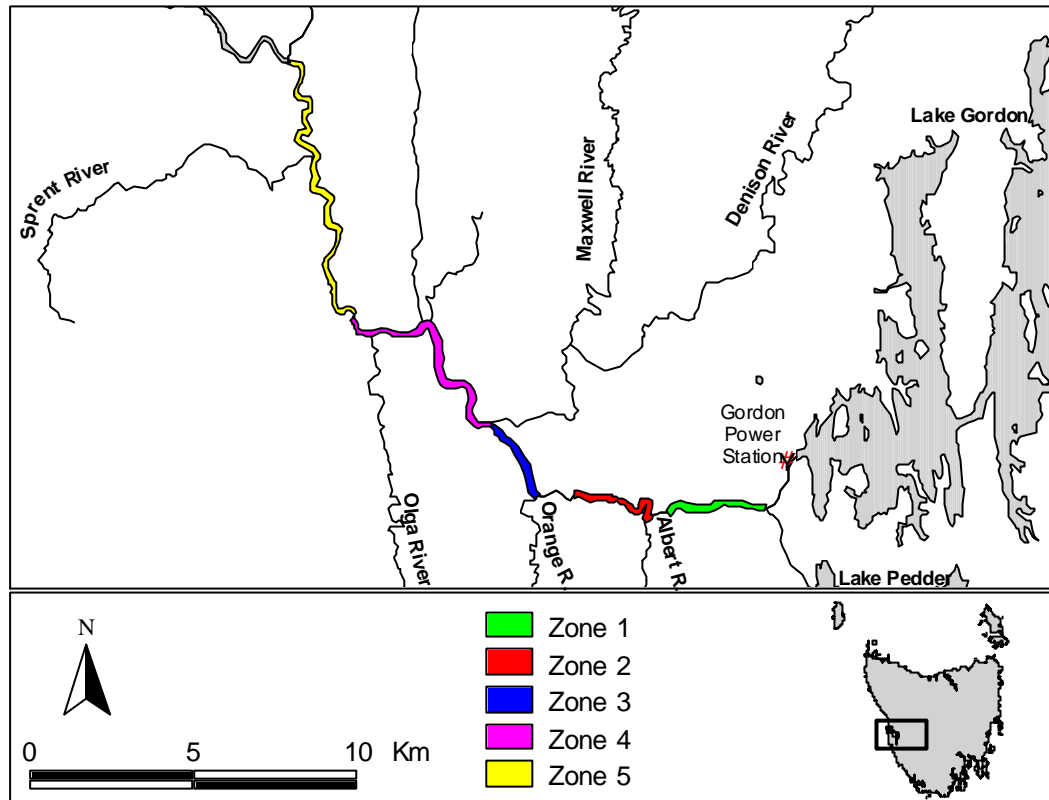 Lake Gordon
Denison River
Maxwell River
Sprent River
Gordon
Power
Station
#
Olga River
Orange R.
Albert R.
Lake Pedder
N
0 5 10 Km
Zone 1
Zone 2
Zone 3
Zone 4
Zone 5